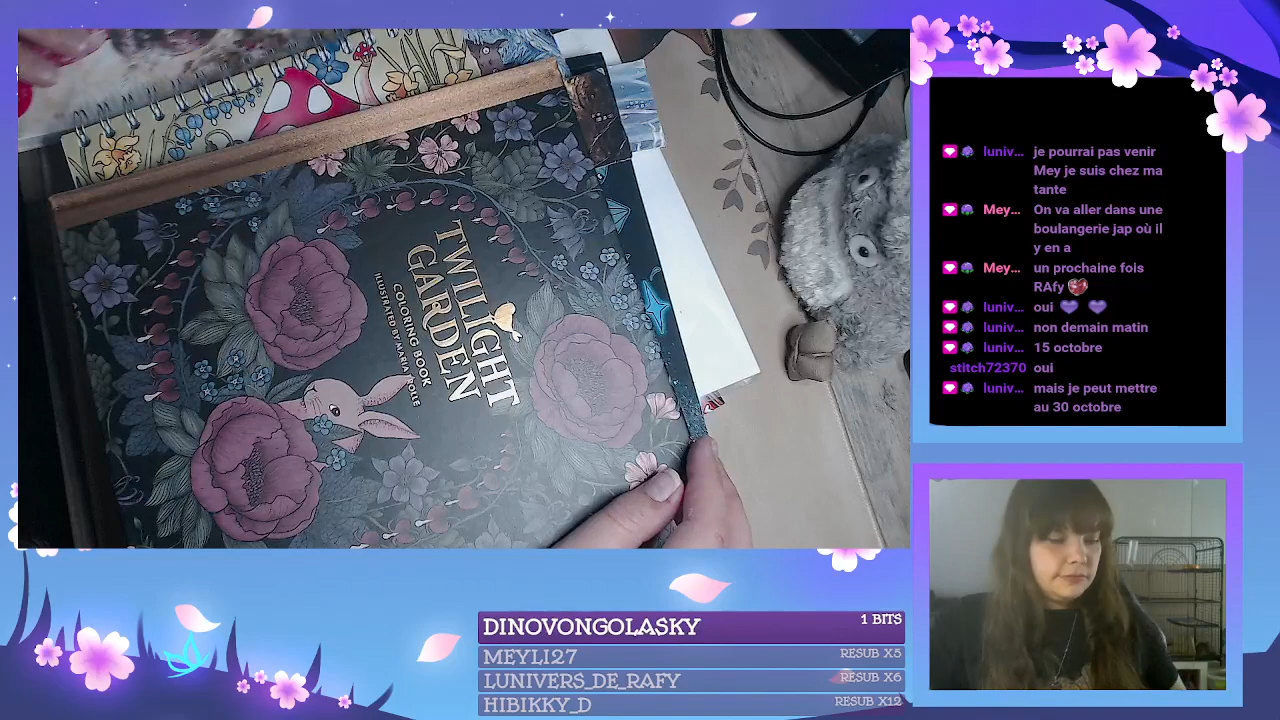 TWILIGHT
GARDEN
COLORING BOOK
ILLUSTRATED BY MARIA TROLLE
luniv... je pourrai pas venir
Mey je suis chez ma
tante
Mey... On va aller dans une
boulangerie jap où il
y en a
Mey... un prochaine fois
RAfy
luniv... oui
luniv... non demain matin
luniv... 15 octobre
stitch72370 oui
luniv... mais je peut mettre
au 30 octobre
DINOVONGOLASKY 1 BITS
MEYLI27 RESUB X5
LUNIVERS_DE_RAFY RESUB X6
HIBIKKY_D RESUB X12